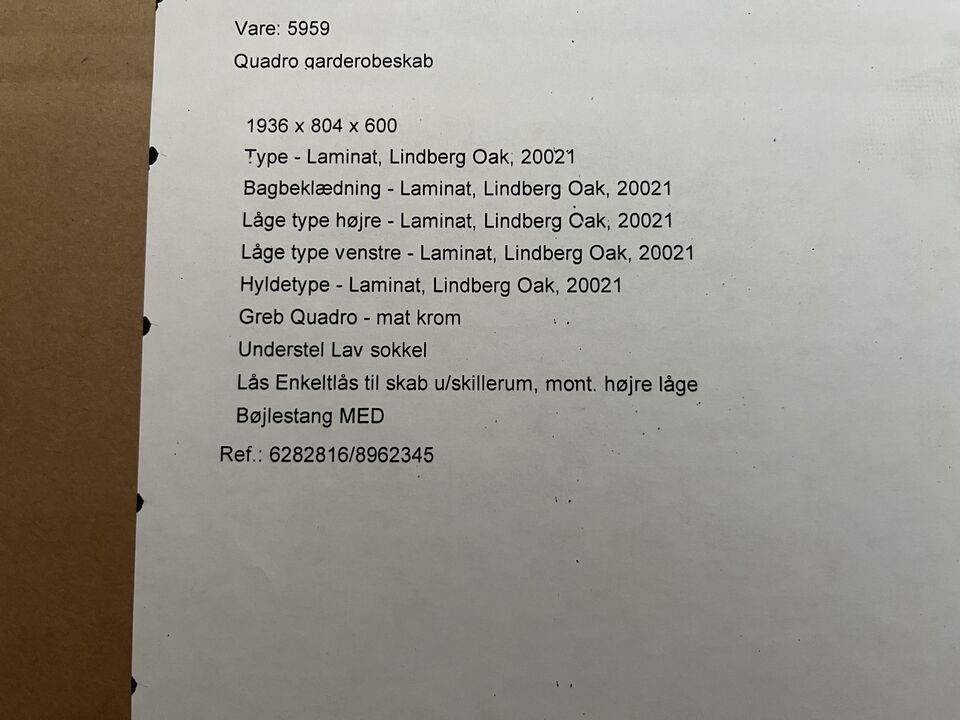 Vare: 5959
Quadro garderobeskab
1936 x 804 x 600
Type - Laminat, Lindberg Oak, 20021
Bagbeklædning - Laminat, Lindberg Oak, 20021
Låge type højre - Laminat, Lindberg Oak, 20021
Låge type venstre - Laminat, Lindberg Oak, 20021
Hyldetype - Laminat, Lindberg Oak, 20021
Greb Quadro - mat krom
Understel Lav sokkel
Lås Enkeltlås til skab u/skillerum, mont. højre låge
Bøjlestang MED
Ref.: 6282816/8962345